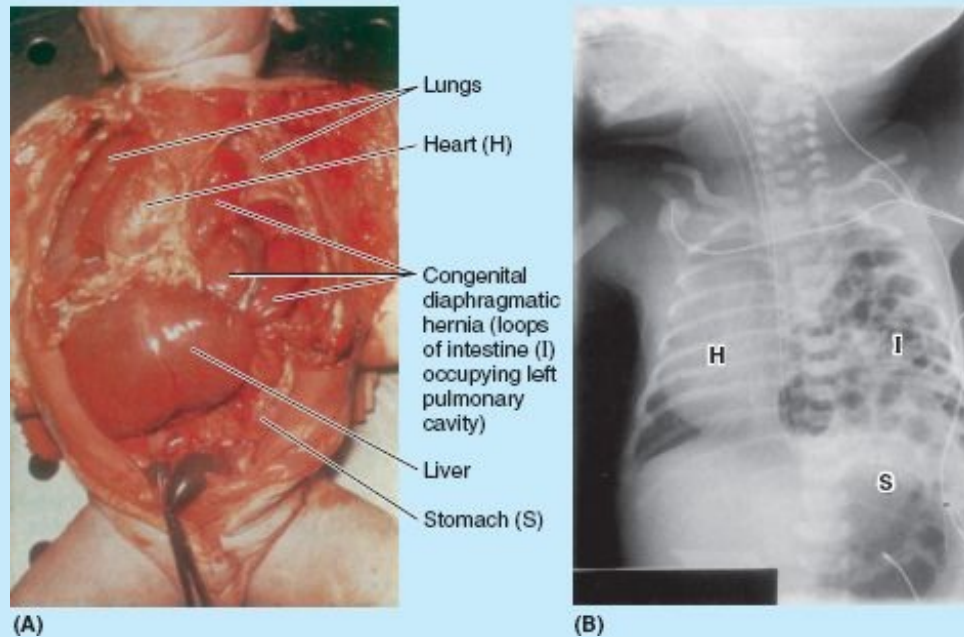 Lungs
Heart (H)
Congenital
diaphragmatic
hernia (loops
of intestine (I)
occupying left
pulmonary
cavity)
Liver
Stomach (S)
(A)
H
I
S
(B)